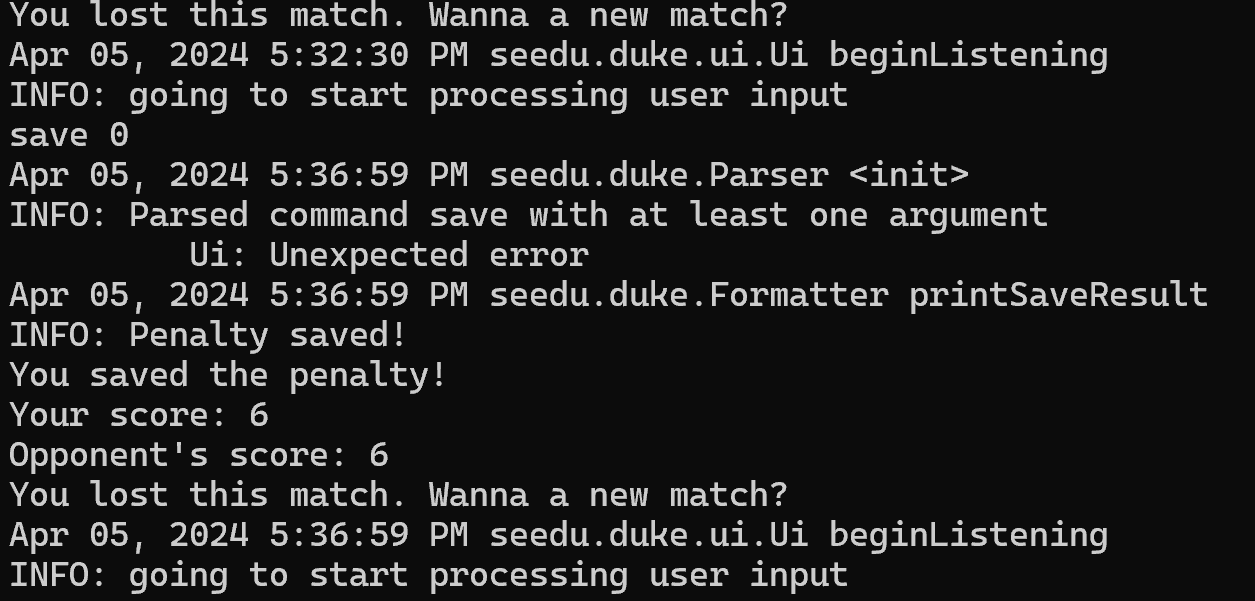 You lost this match. Wanna a new match?
Apr 05, 2024 5:32:30 PM seedu.duke.ui.Ui beginListening
INFO: going to start processing user input
save 0
Apr 05, 2024 5:36:59 PM seedu.duke.Parser <init>
INFO: Parsed command save with at least one argument
Ui: Unexpected error
Apr 05, 2024 5:36:59 PM seedu.duke.Formatter printSaveResult
INFO: Penalty saved!
You saved the penalty!
Your score: 6
Opponent's score: 6
You lost this match. Wanna a new match?
Apr 05, 2024 5:36:59 PM seedu.duke.ui.Ui beginListening
INFO: going to start processing user input